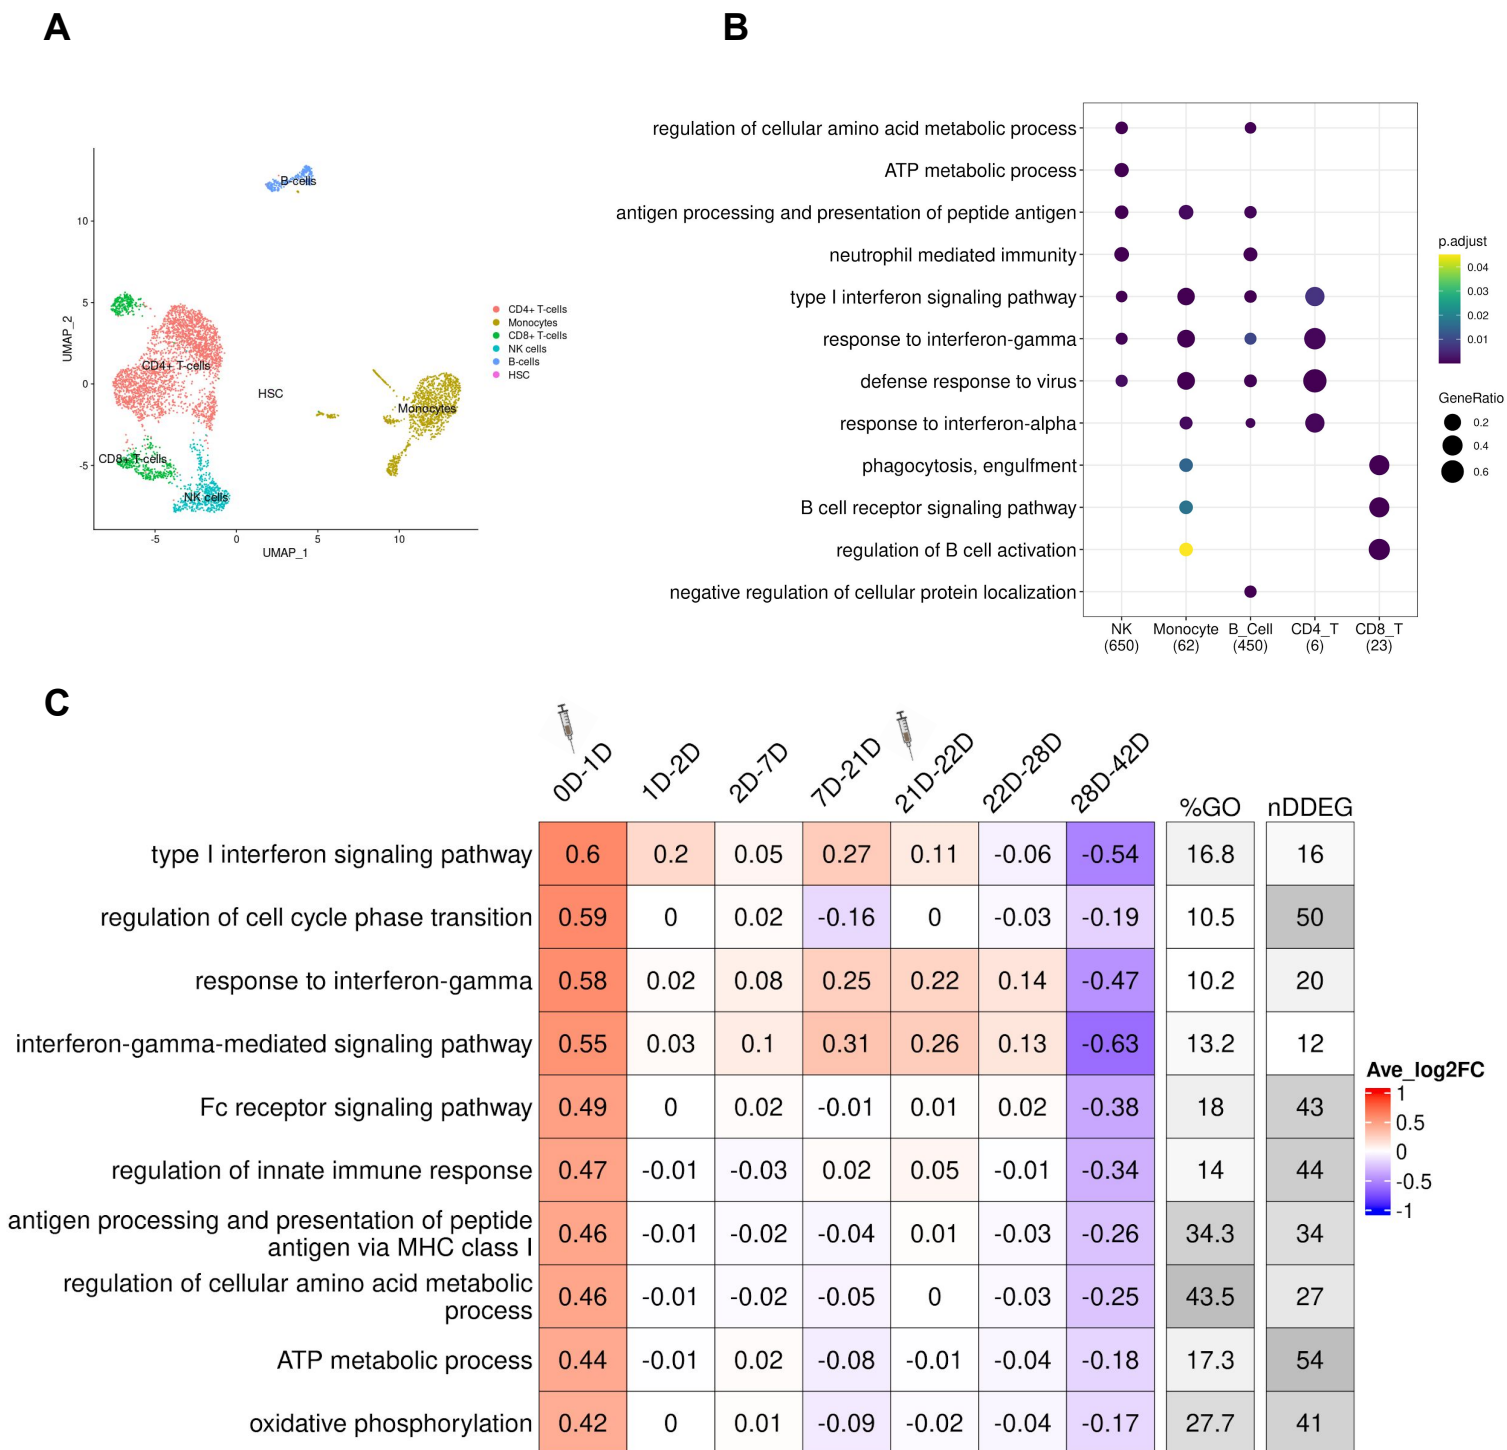 A
B
10
5
0
-5
UMAP_2
-5
0
5
10
UMAP_1
B-cells
CD4+ T-cells
HSC
Monocytes
CD8+ T-cells
NK cells
CD4+ T-cells
Monocytes
CD8+ T-cells
NK cells
B-cells
HSC
regulation of cellular amino acid metabolic process
ATP metabolic process
antigen processing and presentation of peptide antigen
neutrophil mediated immunity
type I interferon signaling pathway
response to interferon-gamma
defense response to virus
response to interferon-alpha
phagocytosis, engulfment
B cell receptor signaling pathway
regulation of B cell activation
negative regulation of cellular protein localization
NK Monocyte B_Cell CD4_T CD8_T
(650) (62) (450) (6) (23)
p.adjust
0.04
0.03
0.02
0.01
GeneRatio
0.2
0.4
0.6
C
0D-1D 1D-2D 2D-7D 7D-21D 21D-22D 22D-28D 28D-42D %GO nDDEG
type I interferon signaling pathway 0.6 0.2 0.05 0.27 0.11 -0.06 -0.54 16.8 16
regulation of cell cycle phase transition 0.59 0 0.02 -0.16 0 -0.03 -0.19 10.5 50
response to interferon-gamma 0.58 0.02 0.08 0.25 0.22 0.14 -0.47 10.2 20
interferon-gamma-mediated signaling pathway 0.55 0.03 0.1 0.31 0.26 0.13 -0.63 13.2 12
Fc receptor signaling pathway 0.49 0 0.02 -0.01 0.01 0.02 -0.38 18 43
regulation of innate immune response 0.47 -0.01 -0.03 0.02 0.05 -0.01 -0.34 14 44
antigen processing and presentation of peptide
antigen via MHC class I 0.46 -0.01 -0.02 -0.04 0.01 -0.03 -0.26 34.3 34
regulation of cellular amino acid metabolic
process 0.46 -0.01 -0.02 -0.05 0 -0.03 -0.25 43.5 27
ATP metabolic process 0.44 -0.01 0.02 -0.08 -0.01 -0.04 -0.18 17.3 54
oxidative phosphorylation 0.42 0 0.01 -0.09 -0.02 -0.04 -0.17 27.7 41
Ave_log2FC
1
0.5
0
-0.5
-1